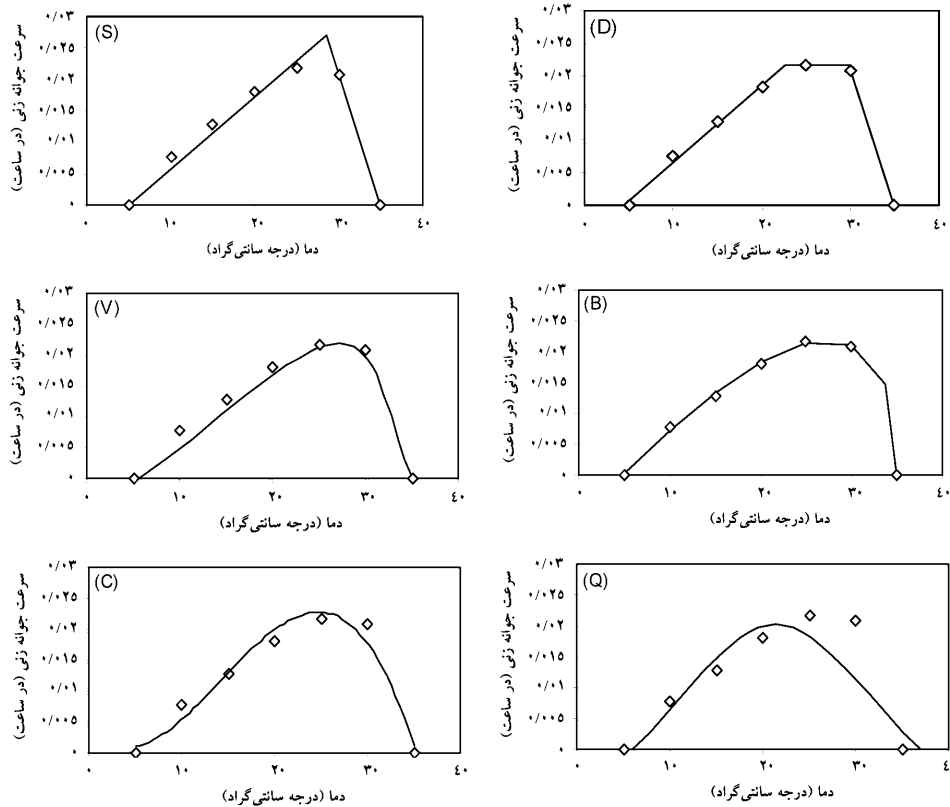 (S)
سرعت جوانه زنی (در ساعت)
۰/۰۳
۰/۰۲۵
۰/۰۲
۰/۰۱۵
۰/۰۱
۰/۰۰۵
۰
۰ ۱۰ ۲۰ ۳۰ ۴۰
دما (درجه سانتی‌گراد)
(D)
سرعت جوانه زنی (در ساعت)
۰/۰۳
۰/۰۲۵
۰/۰۲
۰/۰۱۵
۰/۰۱
۰/۰۰۵
۰
۰ ۱۰ ۲۰ ۳۰ ۴۰
دما (درجه سانتی‌گراد)
(V)
سرعت جوانه زنی (در ساعت)
۰/۰۳
۰/۰۲۵
۰/۰۲
۰/۰۱۵
۰/۰۱
۰/۰۰۵
۰
۰ ۱۰ ۲۰ ۳۰ ۴۰
دما (درجه سانتی‌گراد)
(B)
سرعت جوانه زنی (در ساعت)
۰/۰۳
۰/۰۲۵
۰/۰۲
۰/۰۱۵
۰/۰۱
۰/۰۰۵
۰
۰ ۱۰ ۲۰ ۳۰ ۴۰
دما (درجه سانتی‌گراد)
(C)
سرعت جوانه زنی (در ساعت)
۰/۰۳
۰/۰۲۵
۰/۰۲
۰/۰۱۵
۰/۰۱
۰/۰۰۵
۰
۰ ۱۰ ۲۰ ۳۰ ۴۰
دما (درجه سانتی‌گراد)
(Q)
سرعت جوانه زنی (در ساعت)
۰/۰۳
۰/۰۲۵
۰/۰۲
۰/۰۱۵
۰/۰۱
۰/۰۰۵
۰
۰ ۱۰ ۲۰ ۳۰ ۴
دما (درجه سانتی‌گراد)